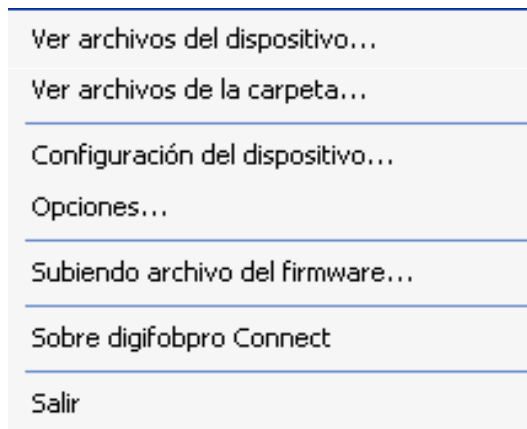 Ver archivos del dispositivo...
Ver archivos de la carpeta...
Configuración del dispositivo...
Opciones...
Subiendo archivo del firmware...
Sobre digifobpro Connect
Salir